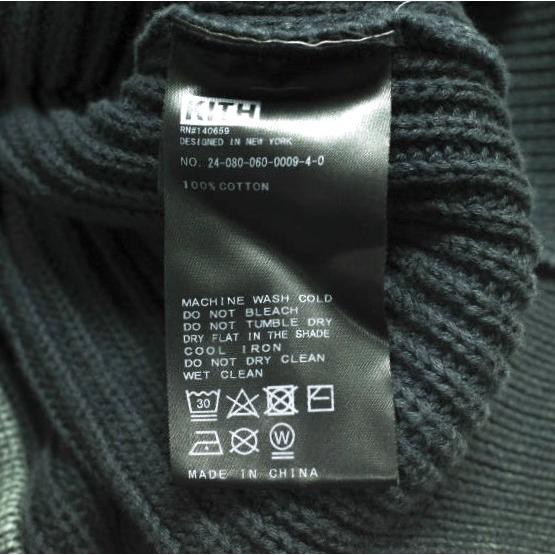 KITH
RN#140659
DESIGNED IN NEW YORK
NO. 24-080-060-0009-4-0
100% COTTON
MACHINE WASH COLD
DO NOT BLEACH
DO NOT TUMBLE DRY
DRY FLAT IN THE SHADE
COOL IRON
DO NOT DRY CLEAN
WET CLEAN
30
W
MADE IN CHINA